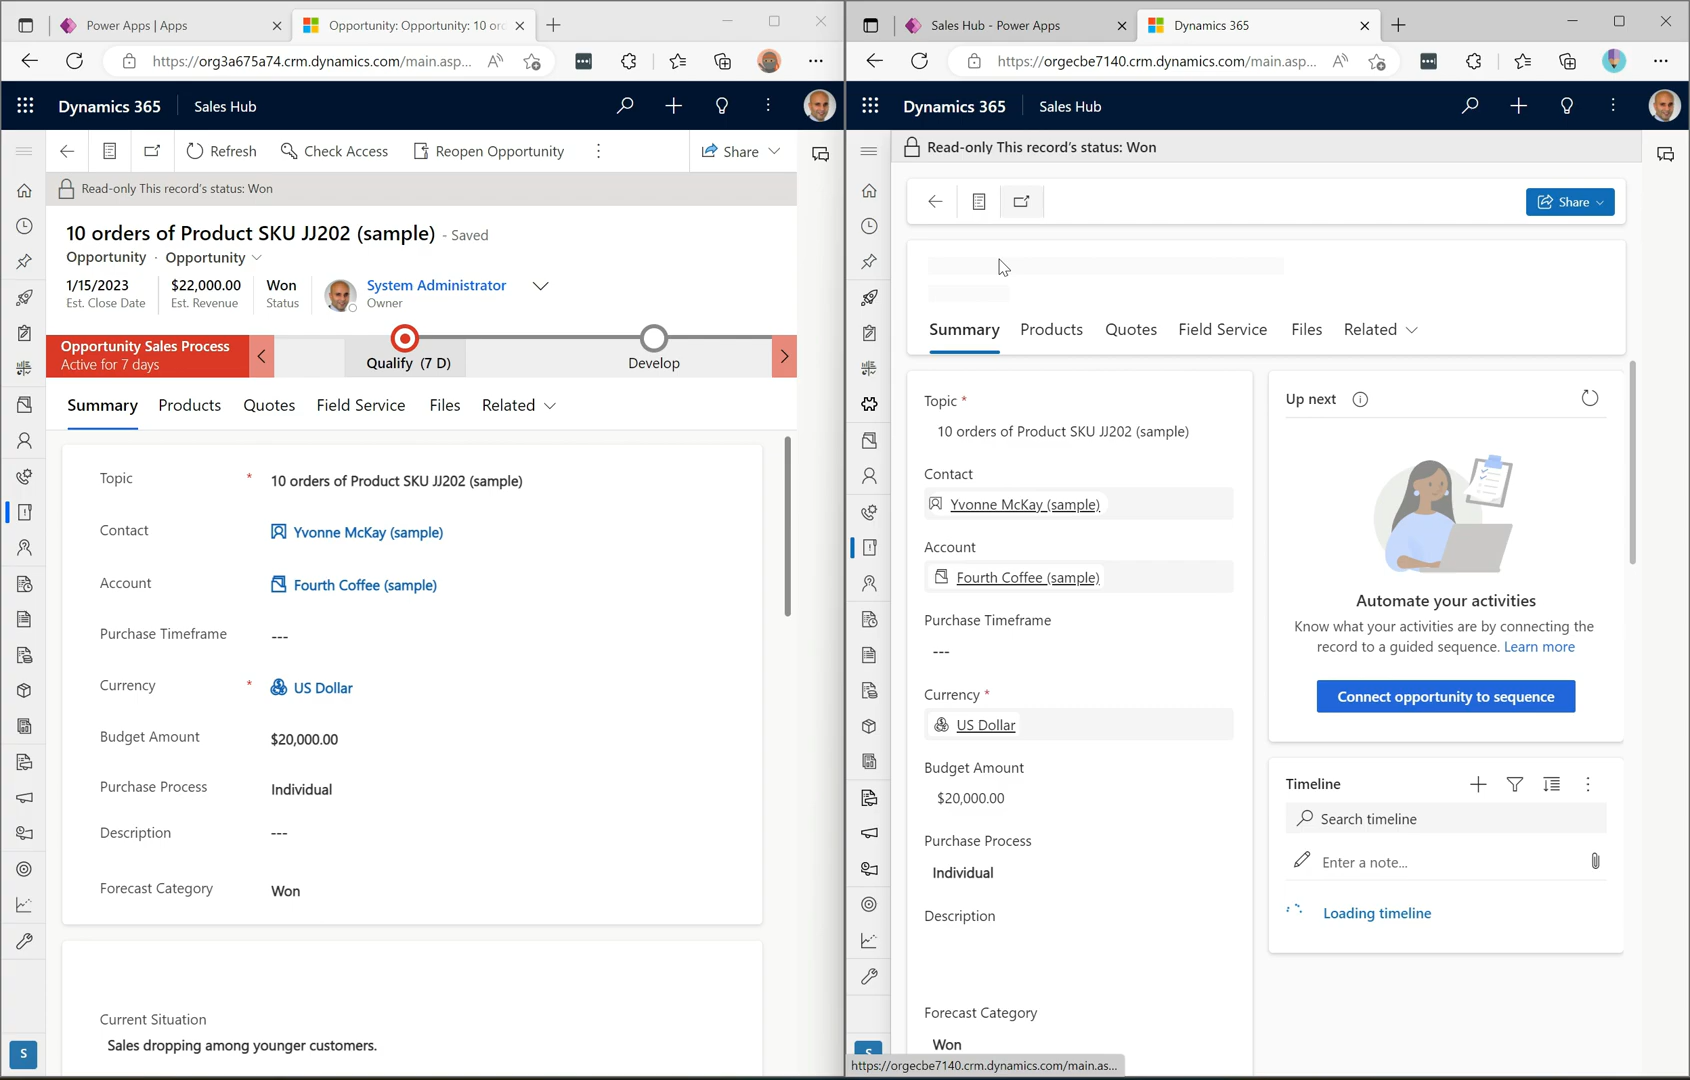 Power Apps | Apps
Opportunity: Opportunity: 10 or
https://org3a675a74.crm.dynamics.com/main.asp...
Dynamics 365
Sales Hub
Refresh
Check Access
Reopen Opportunity
Share
Read-only This record's status: Won
10 orders of Product SKU JJ202 (sample) - Saved
Opportunity · Opportunity
1/15/2023
Est. Close Date
$22,000.00
Est. Revenue
Won
Status
System Administrator
Owner
Opportunity Sales Process
Active for 7 days
Qualify (7 D)
Develop
Summary
Products
Quotes
Field Service
Files
Related
Topic * 10 orders of Product SKU JJ202 (sample)
Contact Yvonne McKay (sample)
Account Fourth Coffee (sample)
Purchase Timeframe ---
Currency * US Dollar
Budget Amount $20,000.00
Purchase Process Individual
Description ---
Forecast Category Won
Current Situation
Sales dropping among younger customers.
S
Sales Hub - Power Apps
Dynamics 365
https://orgecbe7140.crm.dynamics.com/main.asp...
Dynamics 365
Sales Hub
Read-only This record's status: Won
Share
Summary
Products
Quotes
Field Service
Files
Related
Topic *
10 orders of Product SKU JJ202 (sample)
Contact
Yvonne McKay (sample)
Account
Fourth Coffee (sample)
Purchase Timeframe
---
Currency *
US Dollar
Budget Amount
$20,000.00
Purchase Process
Individual
Description
Forecast Category
Won
Up next
Automate your activities
Know what your activities are by connecting the
record to a guided sequence. Learn more
Connect opportunity to sequence
Timeline
Search timeline
Enter a note...
Loading timeline
S
https://orgecbe7140.crm.dynamics.com/main.as...